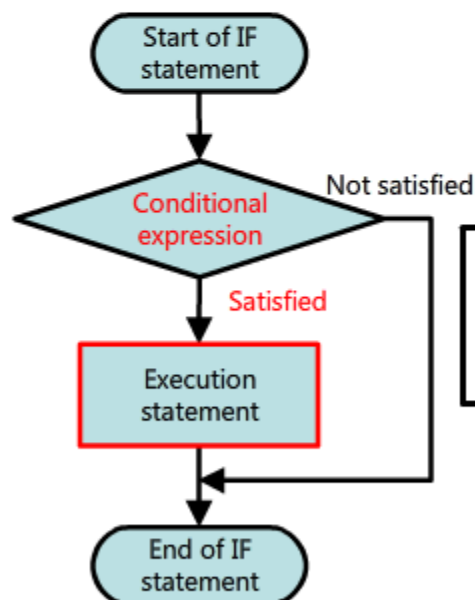 Start of IF
statement
Not satisfied
Conditional
expression
Satisfied
Execution
statement
End of IF
statement